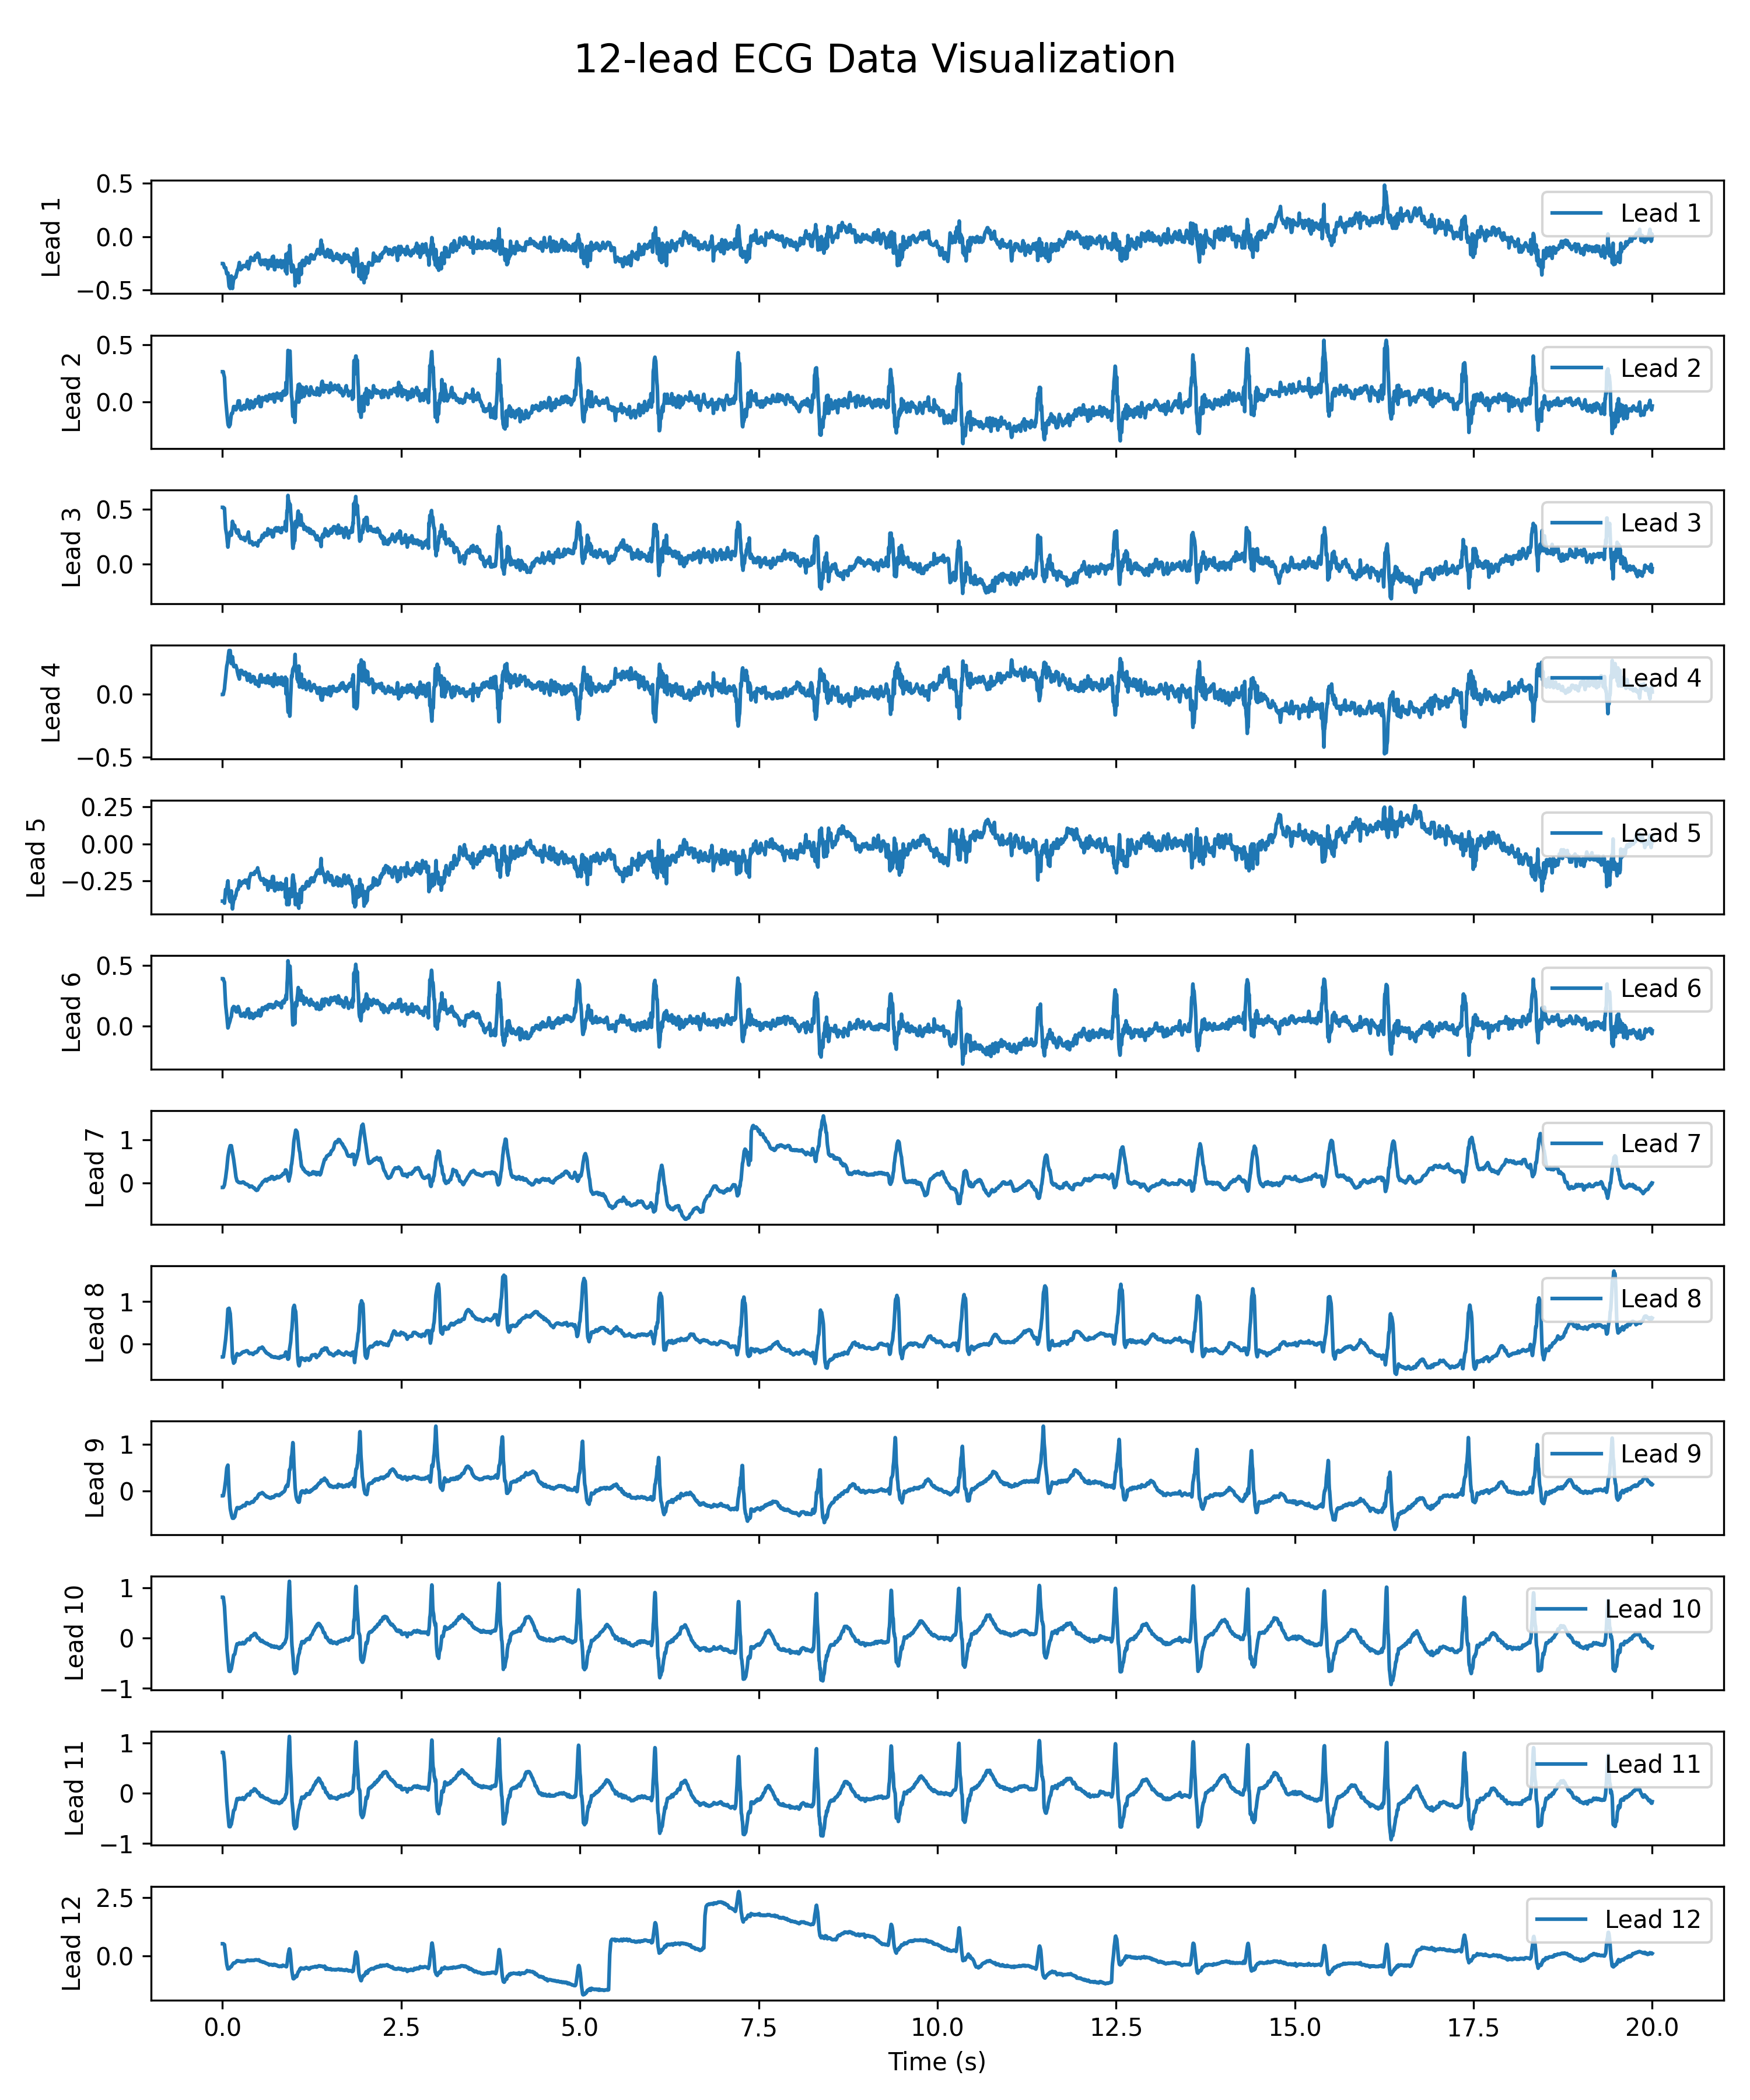 12-lead ECG Data Visualization
Lead 1
0.5
0.0
−0.5
Lead 1
Lead 2
0.5
0.0
Lead 2
Lead 3
0.5
0.0
Lead 3
Lead 4
0.0
−0.5
Lead 4
Lead 5
0.25
0.00
−0.25
Lead 5
Lead 6
0.5
0.0
Lead 6
Lead 7
1
0
Lead 7
Lead 8
1
0
Lead 8
Lead 9
1
0
Lead 9
Lead 10
1
0
−1
Lead 10
Lead 11
1
0
−1
Lead 11
Lead 12
2.5
0.0
Lead 12
0.0 2.5 5.0 7.5 10.0 12.5 15.0 17.5 20.0
Time (s)